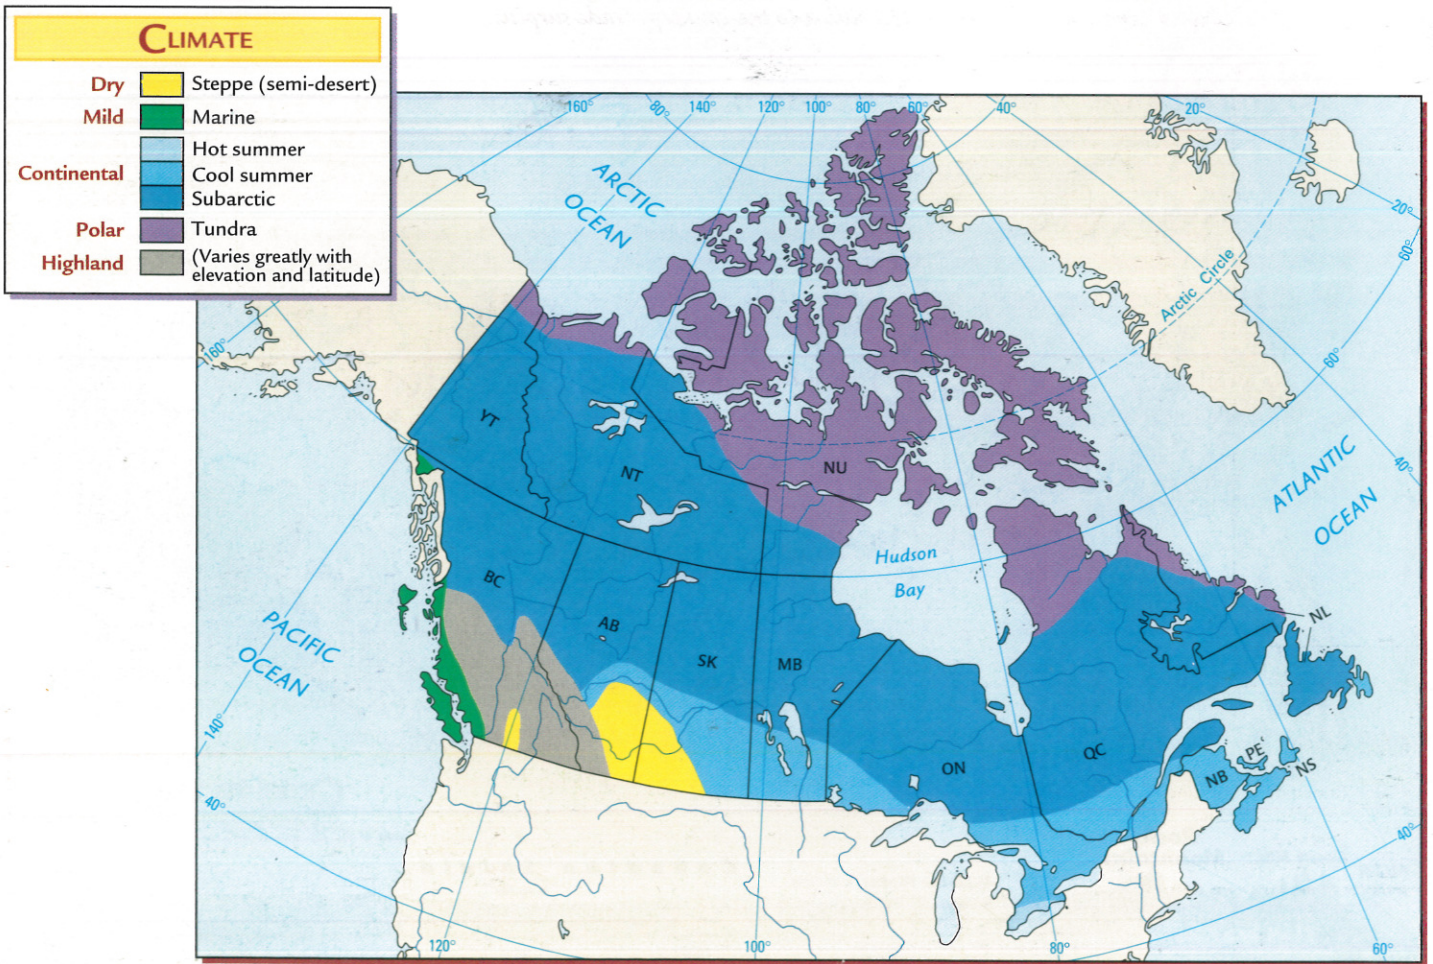 CLIMATE
Dry Steppe (semi-desert)
Mild Marine
Hot summer
Continental Cool summer
Subarctic
Polar Tundra
Highland (Varies greatly with
elevation and latitude)
160° 80° 140° 120° 100° 80° 60° 40° 20°
ARCTIC
OCEAN
20°
60°
Arctic Circle
160°
60°
YT
NT
NU
40°
ATLANTIC
OCEAN
Hudson
Bay
BC
AB
SK
MB
NL
PACIFIC
OCEAN
140°
ON
QC
PE
NB
NS
40°
40°
120°
100°
80°
60°